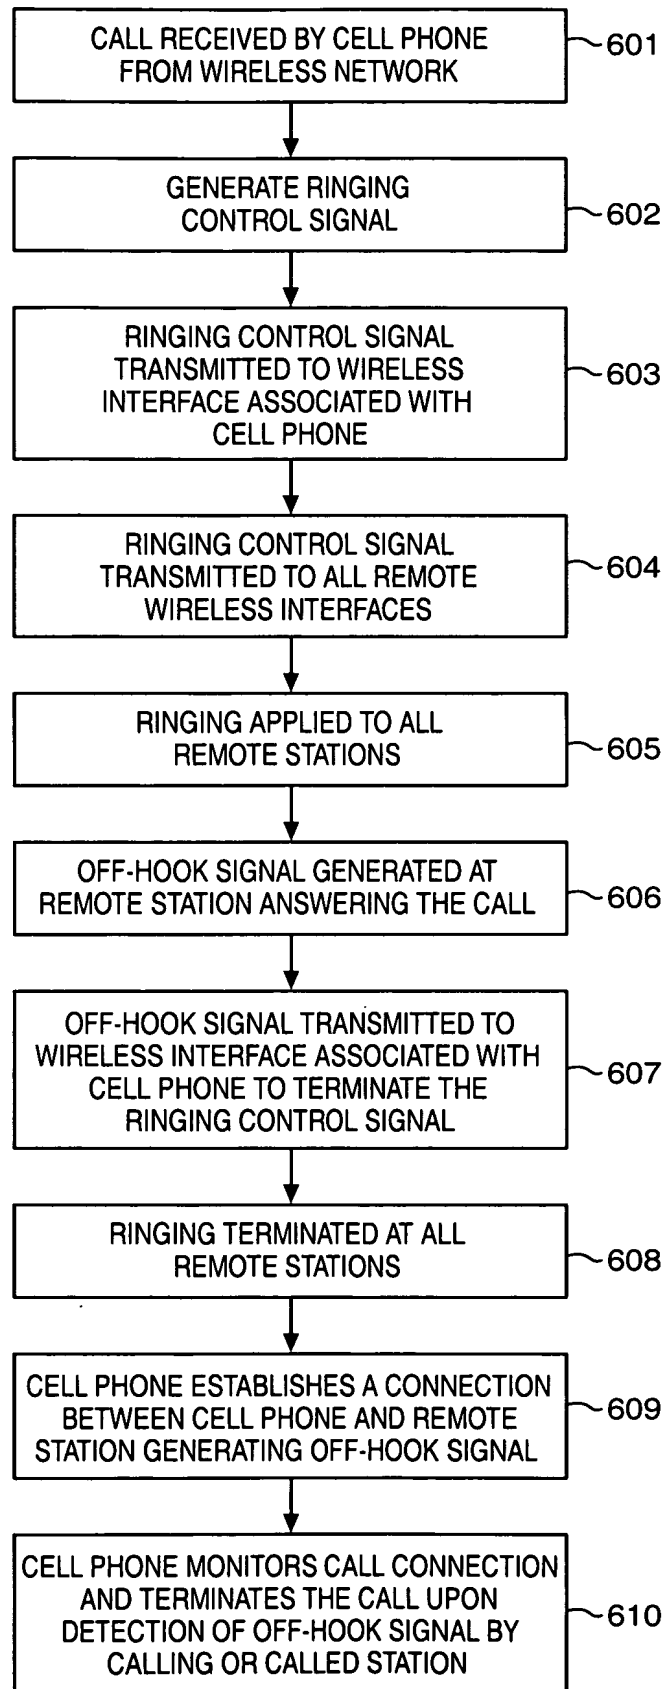 CALL RECEIVED BY CELL PHONE
FROM WIRELESS NETWORK
601
GENERATE RINGING
CONTROL SIGNAL
602
RINGING CONTROL SIGNAL
TRANSMITTED TO WIRELESS
INTERFACE ASSOCIATED WITH
CELL PHONE
603
RINGING CONTROL SIGNAL
TRANSMITTED TO ALL REMOTE
WIRELESS INTERFACES
604
RINGING APPLIED TO ALL
REMOTE STATIONS
605
OFF-HOOK SIGNAL GENERATED AT
REMOTE STATION ANSWERING THE CALL
606
OFF-HOOK SIGNAL TRANSMITTED TO
WIRELESS INTERFACE ASSOCIATED WITH
CELL PHONE TO TERMINATE THE
RINGING CONTROL SIGNAL
607
RINGING TERMINATED AT ALL
REMOTE STATIONS
608
CELL PHONE ESTABLISHES A CONNECTION
BETWEEN CELL PHONE AND REMOTE
STATION GENERATING OFF-HOOK SIGNAL
609
CELL PHONE MONITORS CALL CONNECTION
AND TERMINATES THE CALL UPON
DETECTION OF OFF-HOOK SIGNAL BY
CALLING OR CALLED STATION
610